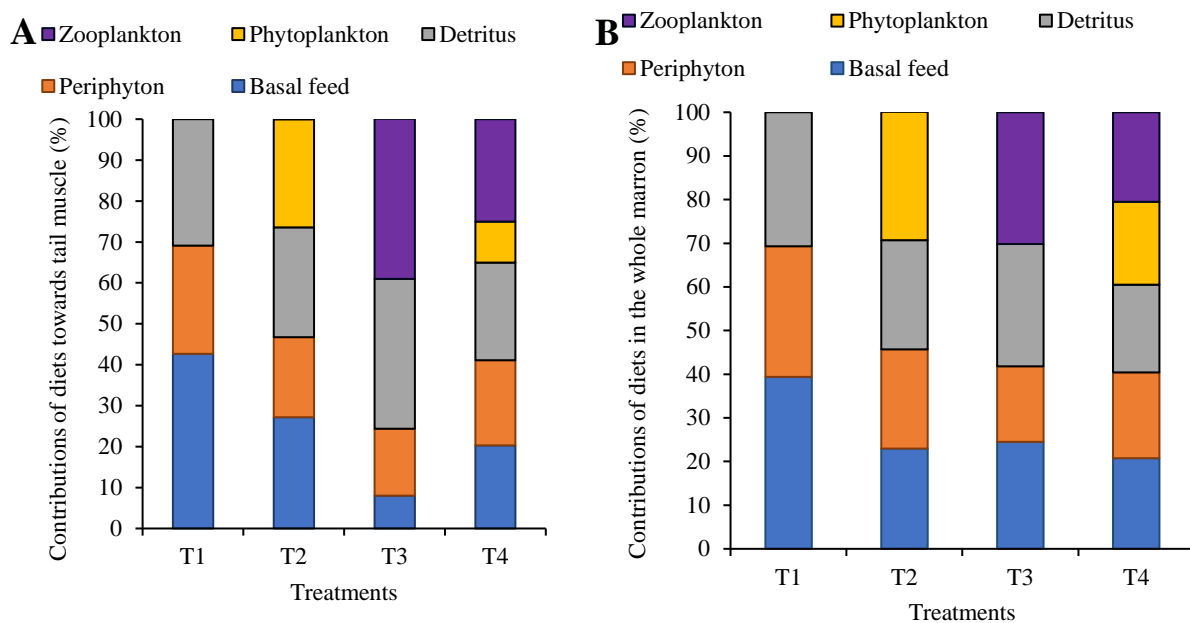 A
Zooplankton Phytoplankton Detritus
Periphyton Basal feed
Contributions of diets towards tail muscle (%)
100
90
80
70
60
50
40
30
20
10
0
T1 T2 T3 T4
Treatments
B
Zooplankton Phytoplankton Detritus
Periphyton Basal feed
Contributions of diets in the whole marron (%)
100
90
80
70
60
50
40
30
20
10
0
T1 T2 T3 T4
Treatments